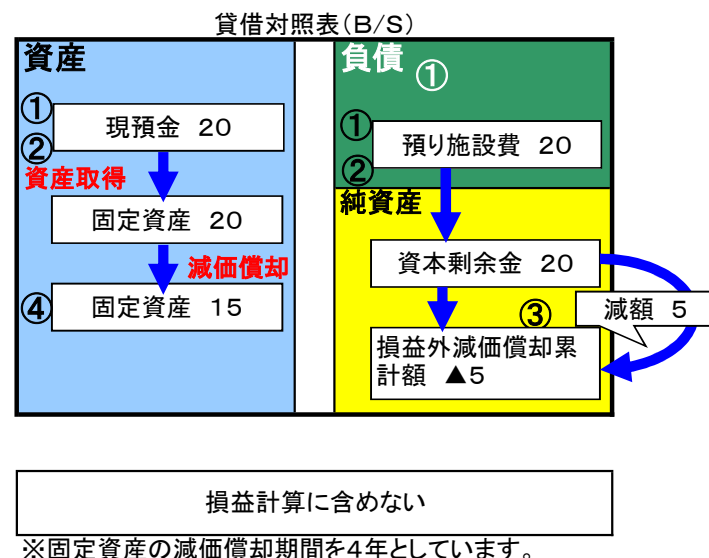 貸借対照表（B/S）
資産
負債
①
①
②
現預金 20
①
②
預り施設費 20
資産取得
純資産
固定資産 20
資本剰余金 20
減価償却
④
固定資産 15
③
減額 5
損益外減価償却累
計額 ▲5
損益計算に含めない
※固定資産の減価償却期間を4年としています。